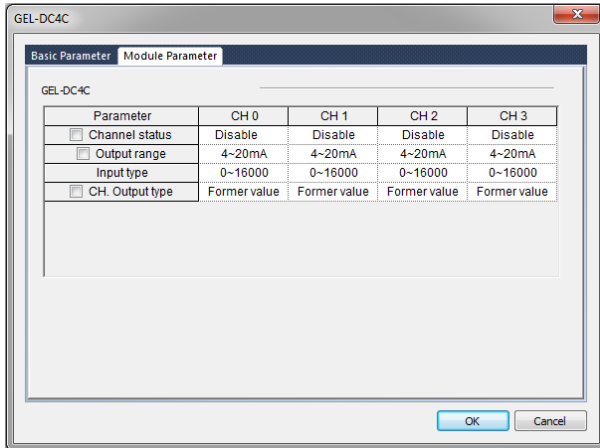 GEL-DC4C
Basic Parameter Module Parameter
GEL-DC4C
Parameter CH 0 CH 1 CH 2 CH 3
Channel status Disable Disable Disable Disable
Output range 4~20mA 4~20mA 4~20mA 4~20mA
Input type 0~16000 0~16000 0~16000 0~16000
CH. Output type Former value Former value Former value Former value
OK Cancel